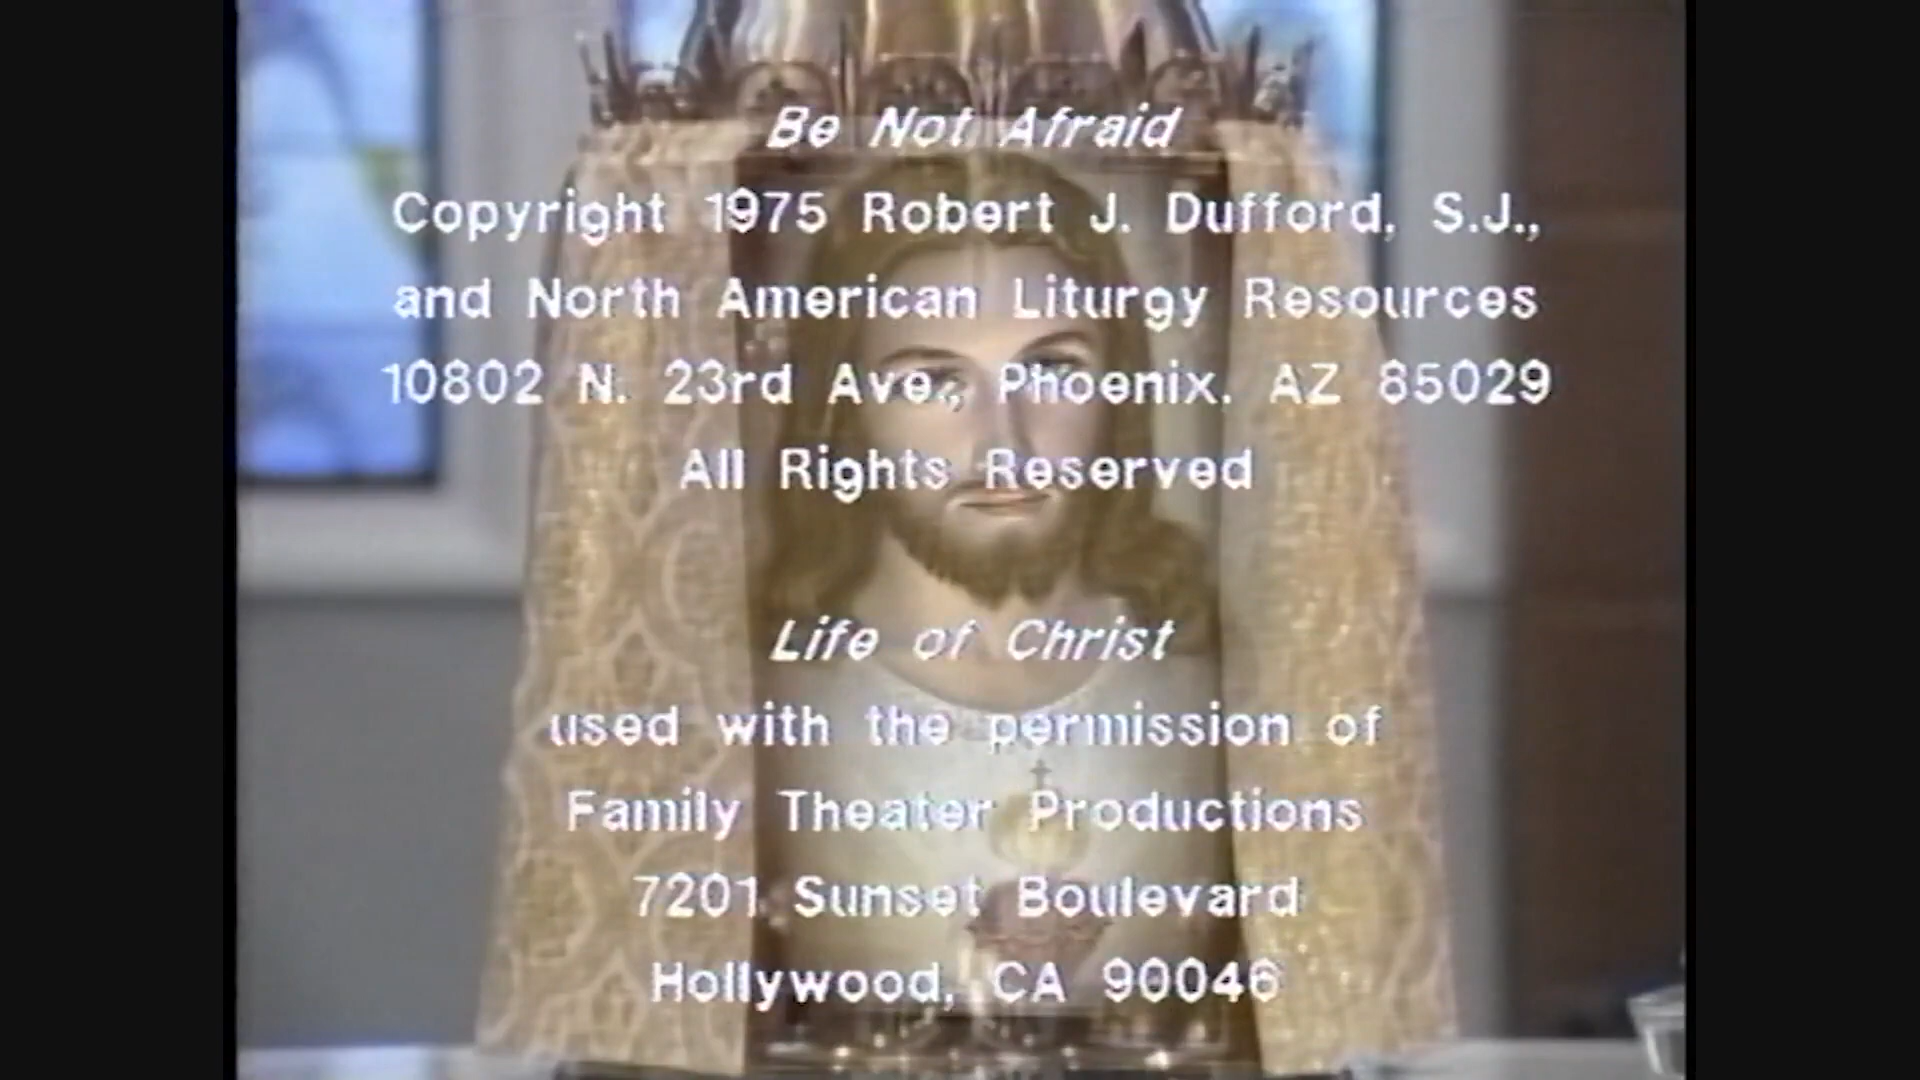 Be Not Afraid
Copyright 1975 Robert J. Dufford, S.J.,
and North American Liturgy Resources
10802 N. 23rd Ave., Phoenix, AZ 85029
All Rights Reserved
Life of Christ
used with the permission of
Family Theater Productions
7201 Sunset Boulevard
Hollywood, CA 90046